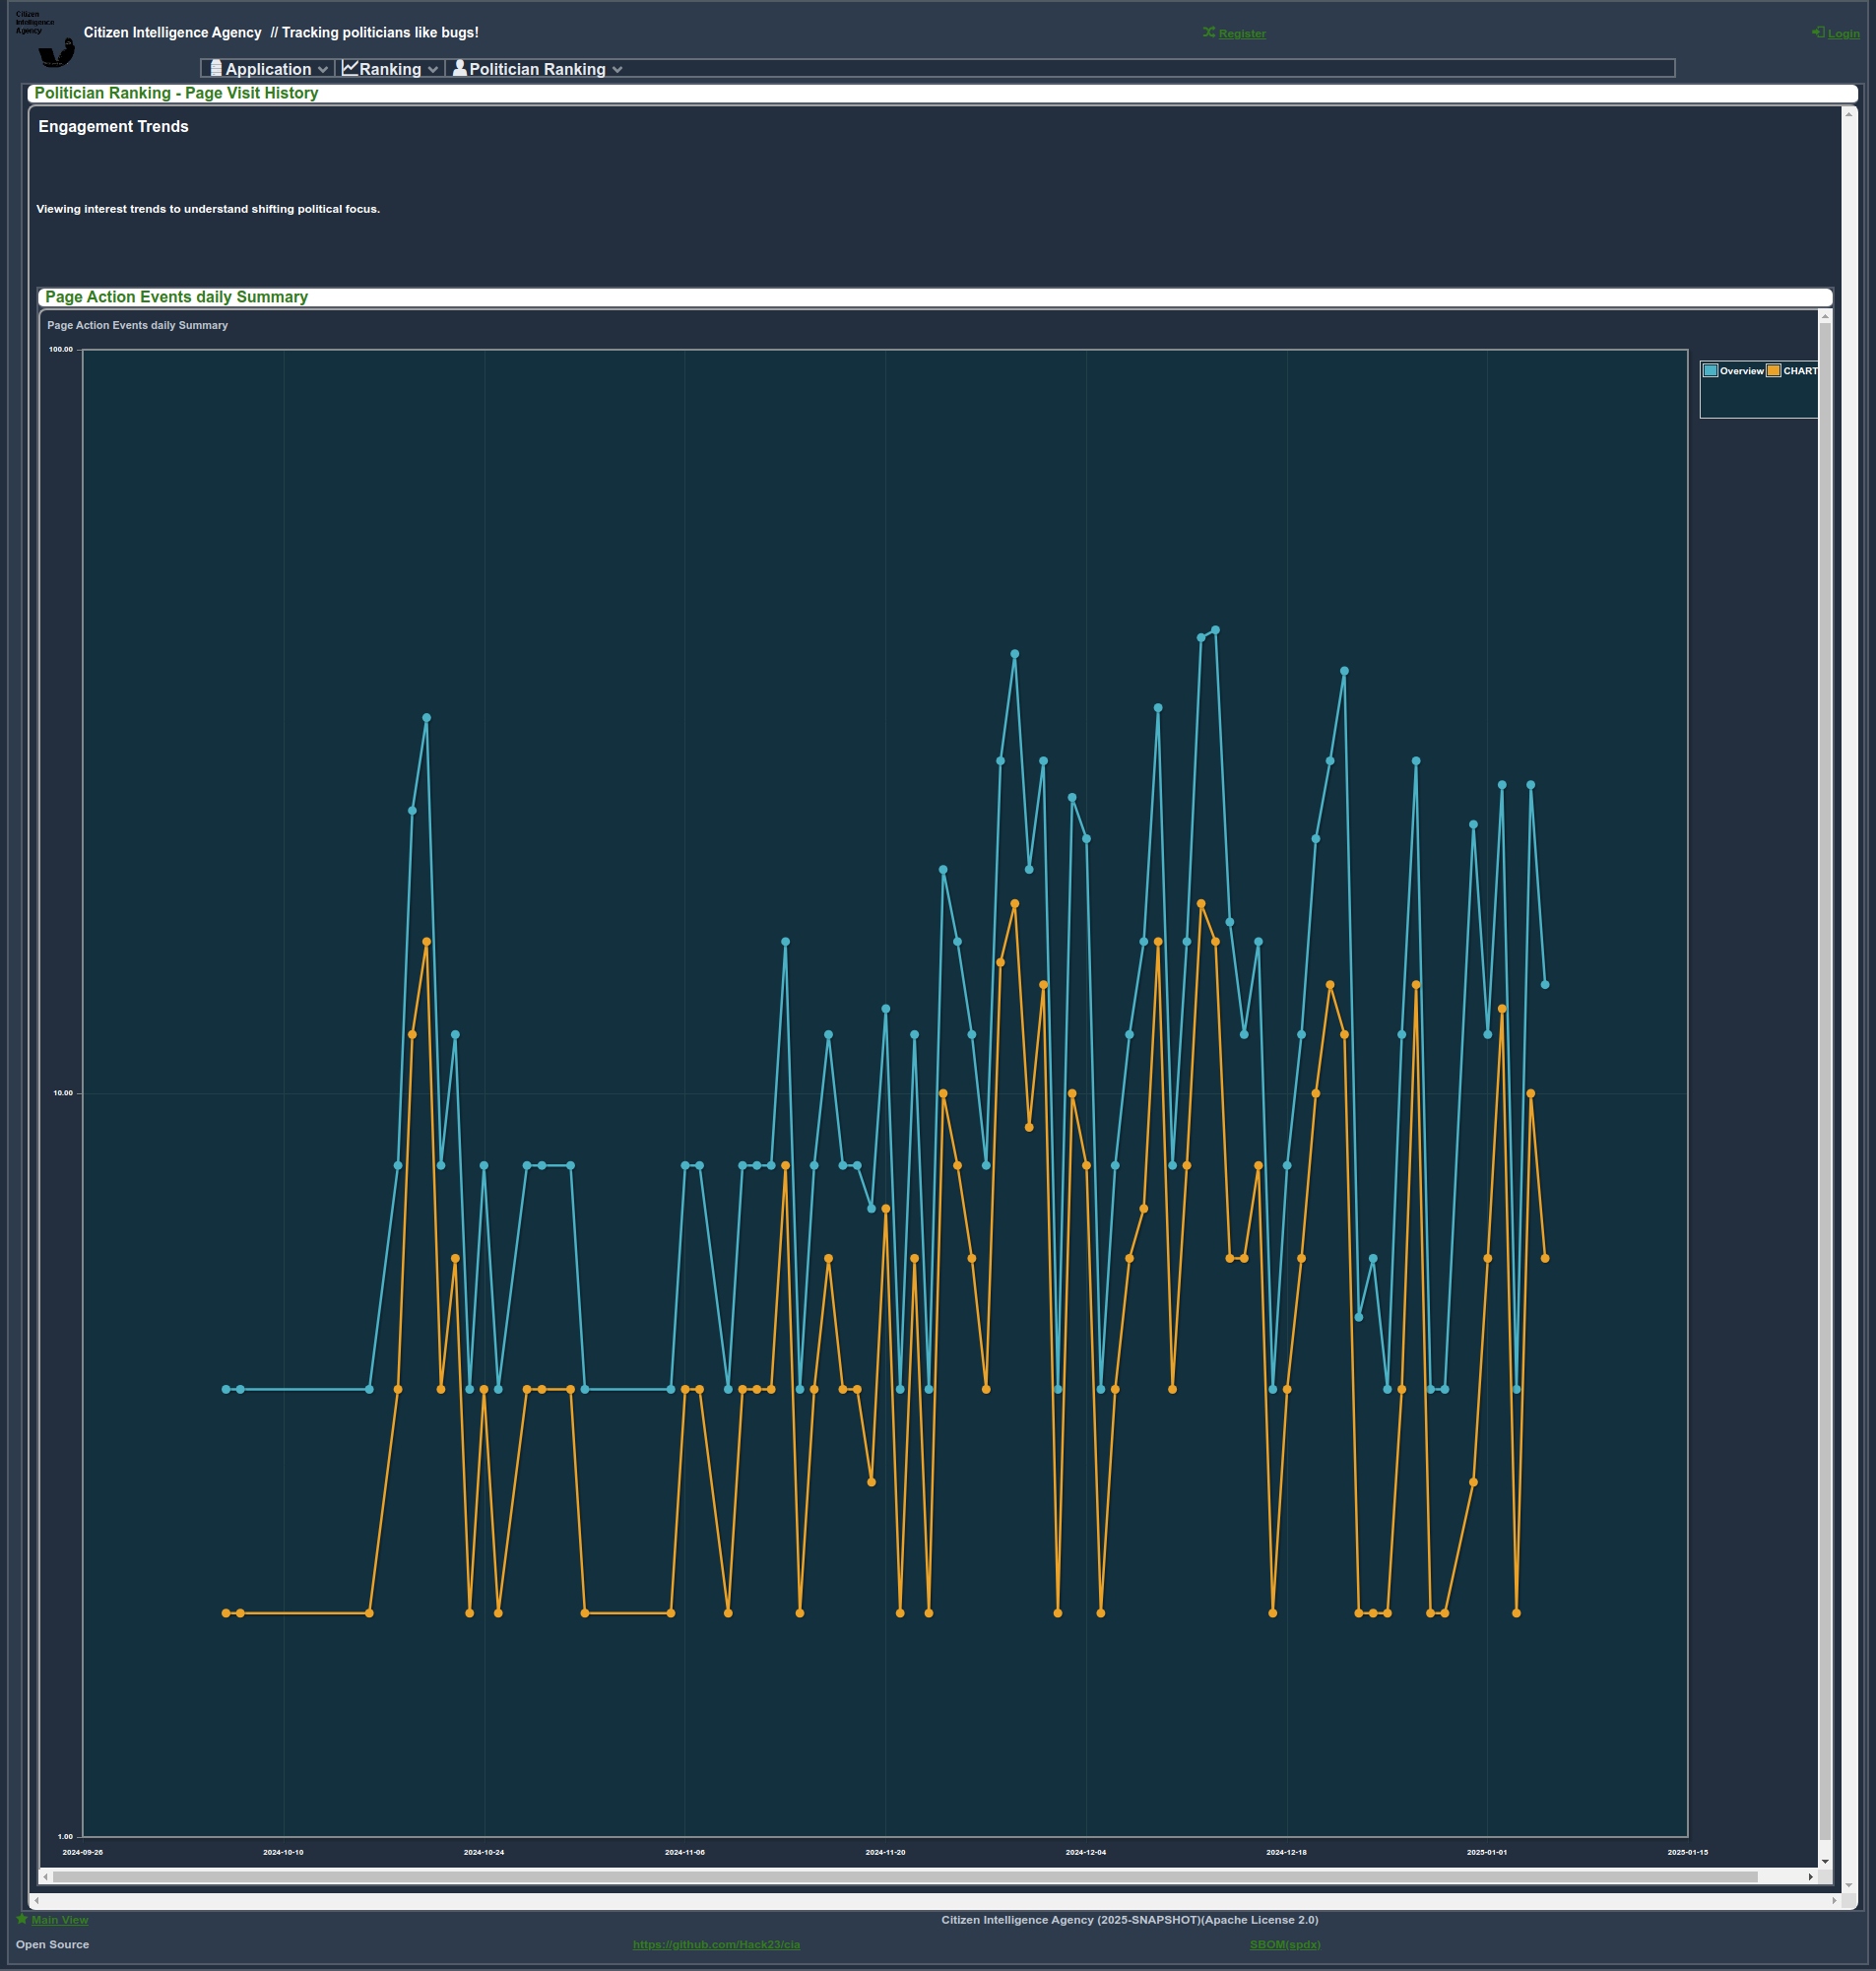 Citizen
Intelligence
Agency
Citizen Intelligence Agency // Tracking politicians like bugs!
Register
Login
Application
Ranking
Politician Ranking
Politician Ranking - Page Visit History
Engagement Trends
Viewing interest trends to understand shifting political focus.
Page Action Events daily Summary
Page Action Events daily Summary
100.00
Overview CHART
10.00
1.00
2024-09-26 2024-10-10 2024-10-24 2024-11-06 2024-11-20 2024-12-04 2024-12-18 2025-01-01 2025-01-15
Main View
Citizen Intelligence Agency (2025-SNAPSHOT)(Apache License 2.0)
Open Source
https://github.com/Hack23/cia
SBOM(spdx)